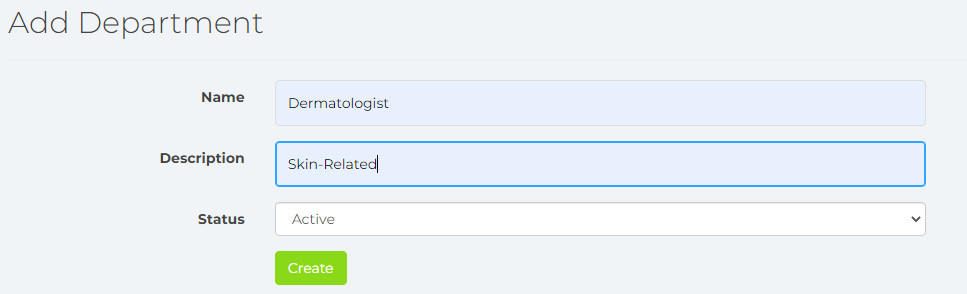 Add Department
Name Dermatologist
Description Skin-Related
Status Active
Create